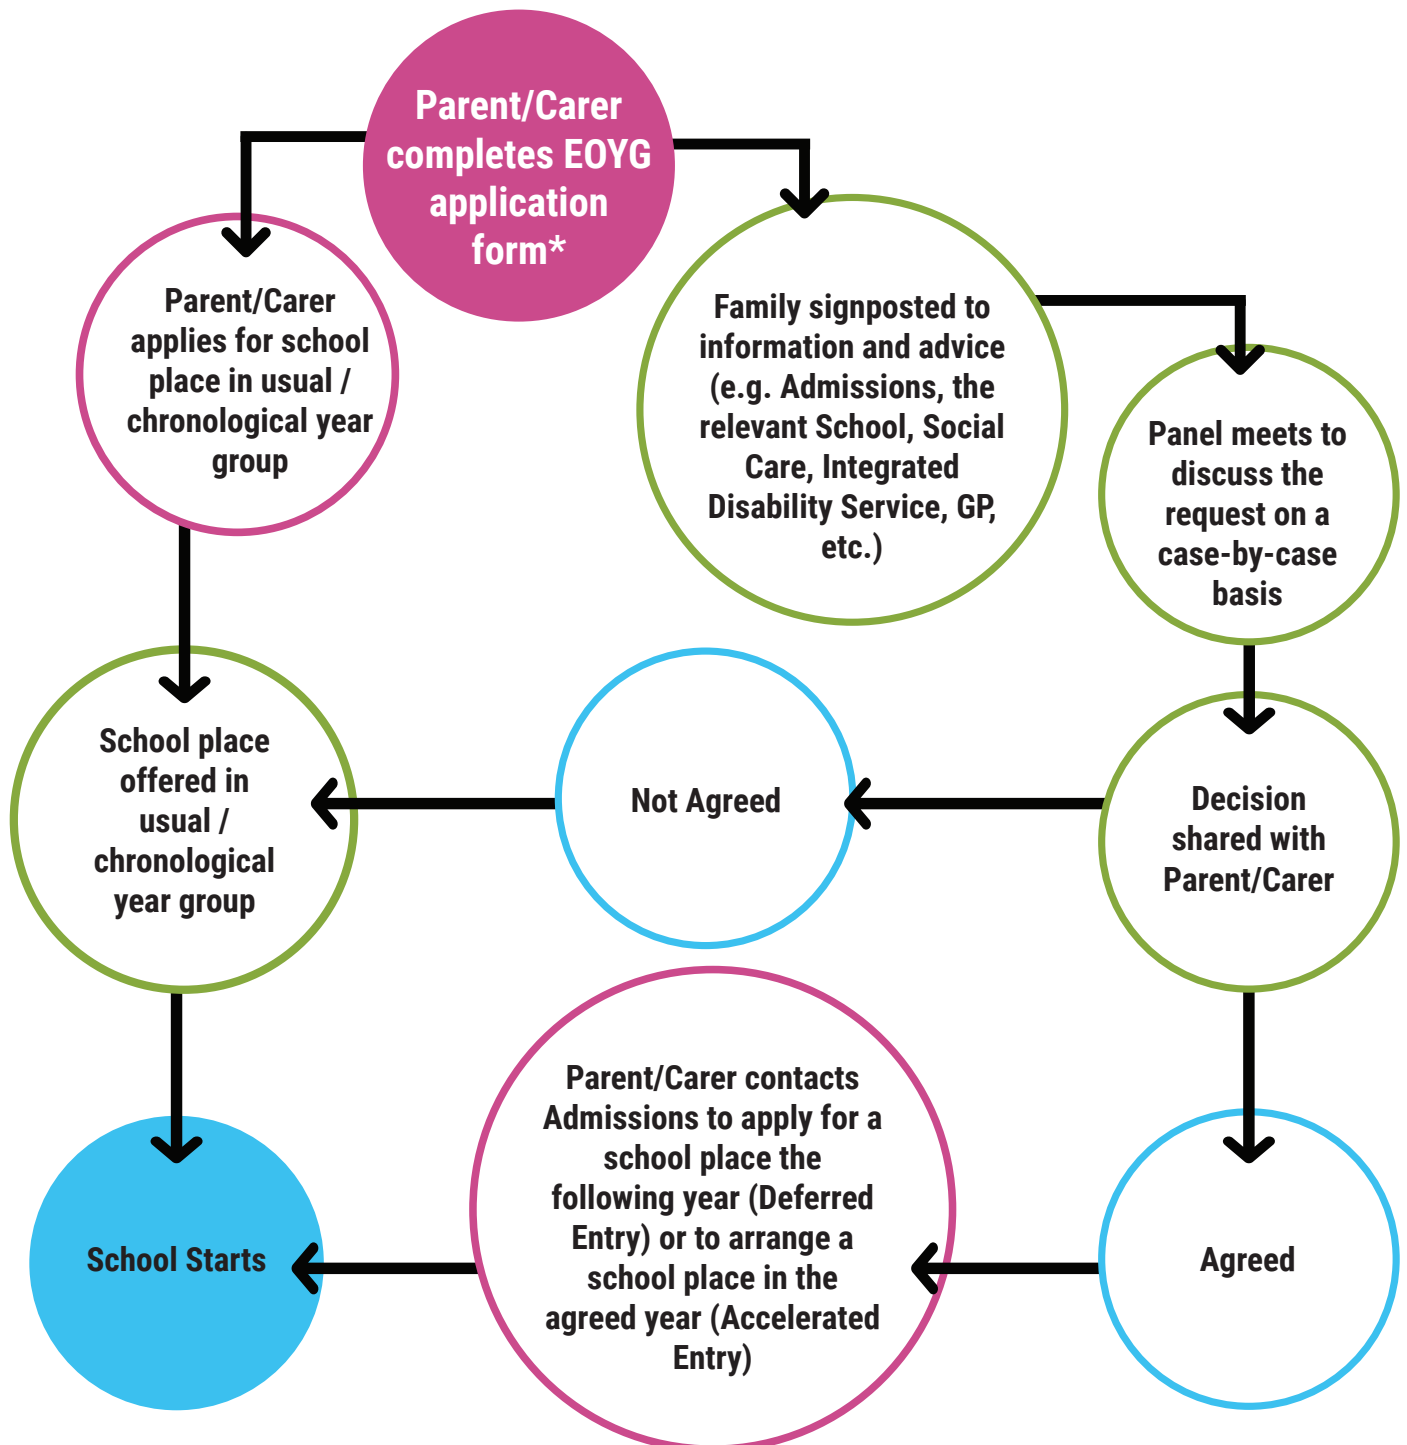 Parent/Carer
completes EOYG
application
form*
Parent/Carer
applies for school
place in usual /
chronological year
group
Family signposted to
information and advice
(e.g. Admissions, the
relevant School, Social
Care, Integrated
Disability Service, GP,
etc.)
Panel meets to
discuss the
request on a
case-by-case
basis
School place
offered in
usual /
chronological
year group
Not Agreed
Decision
shared with
Parent/Carer
School Starts
Parent/Carer contacts
Admissions to apply for a
school place the
following year (Deferred
Entry) or to arrange a
school place in the
agreed year (Accelerated
Entry)
Agreed